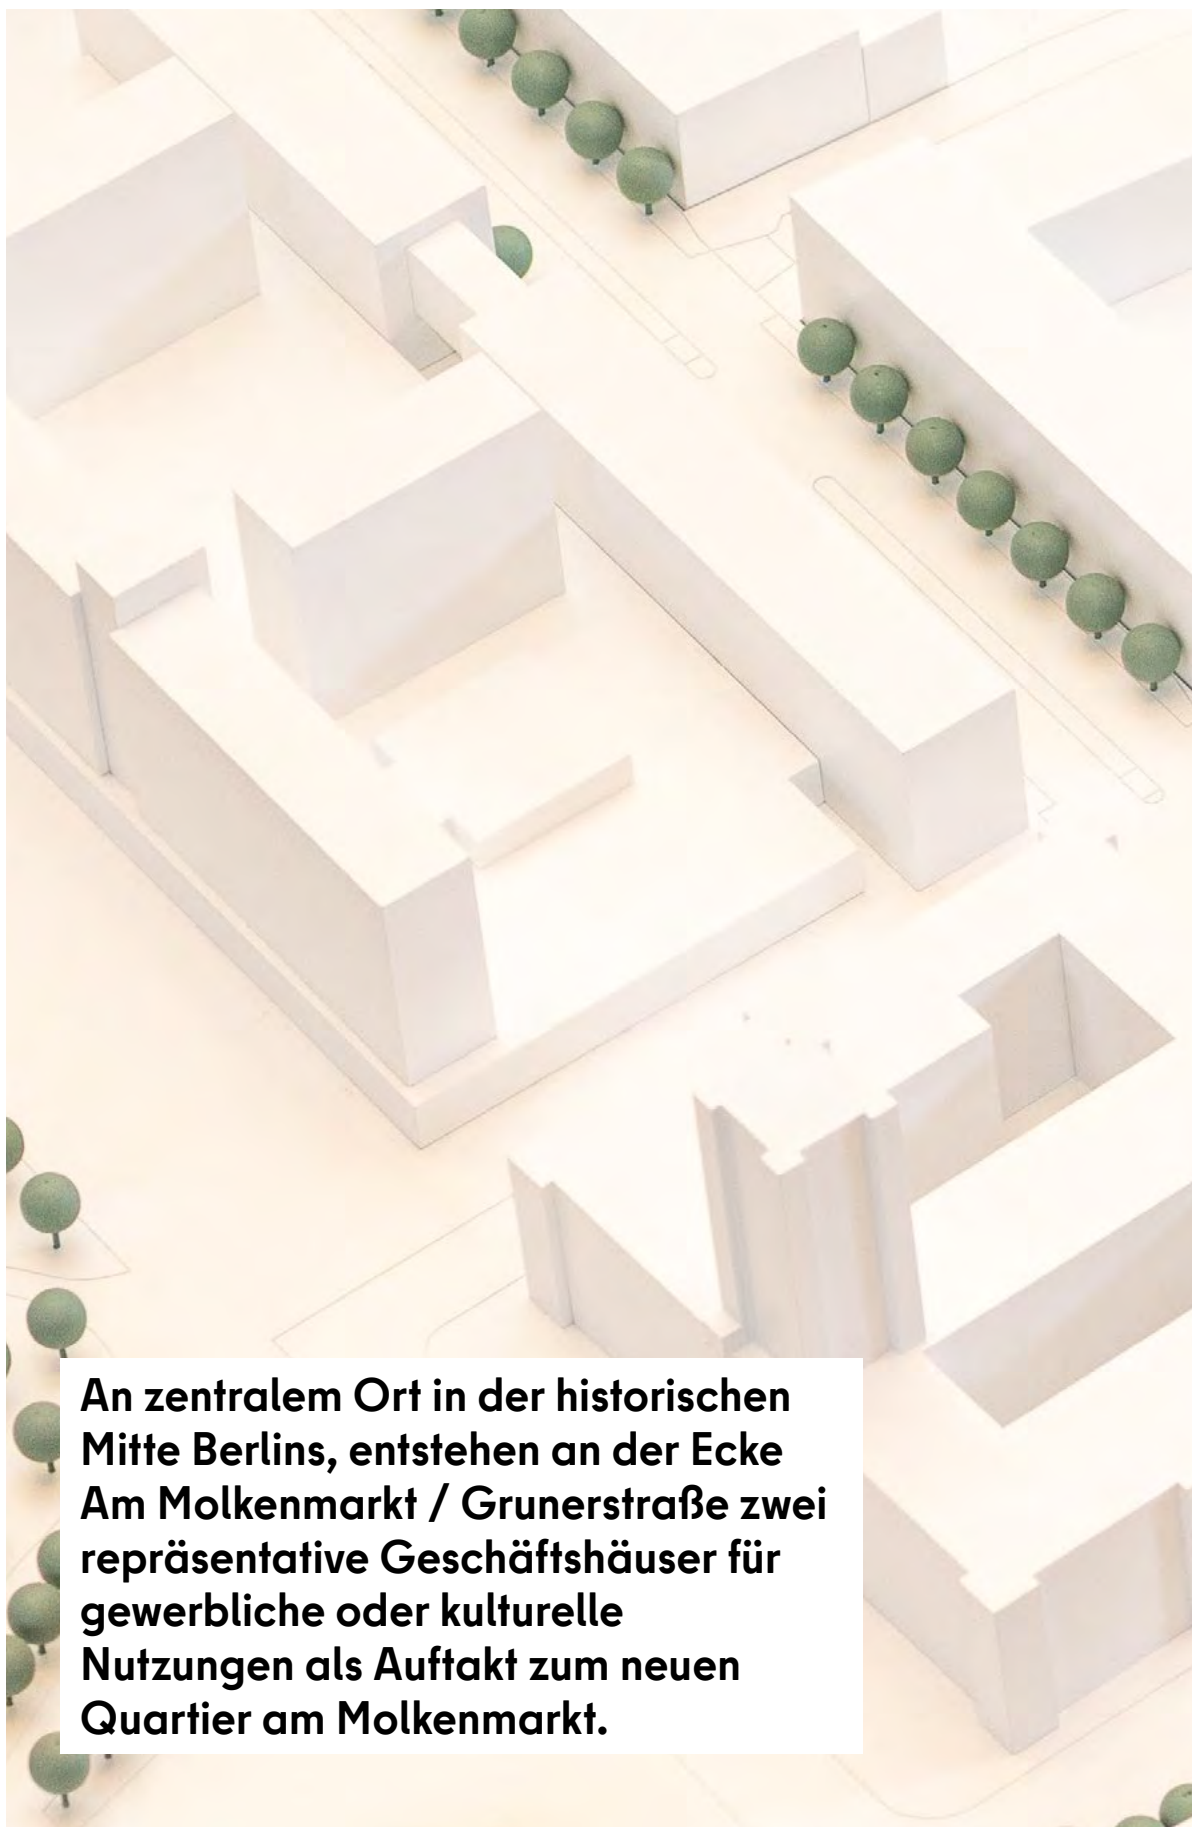 An zentralem Ort in der historischen
Mitte Berlins, entstehen an der Ecke
Am Molkenmarkt / Grunerstraße zwei
repräsentative Geschäftshäuser für
gewerbliche oder kulturelle
Nutzungen als Auftakt zum neuen
Quartier am Molkenmarkt.